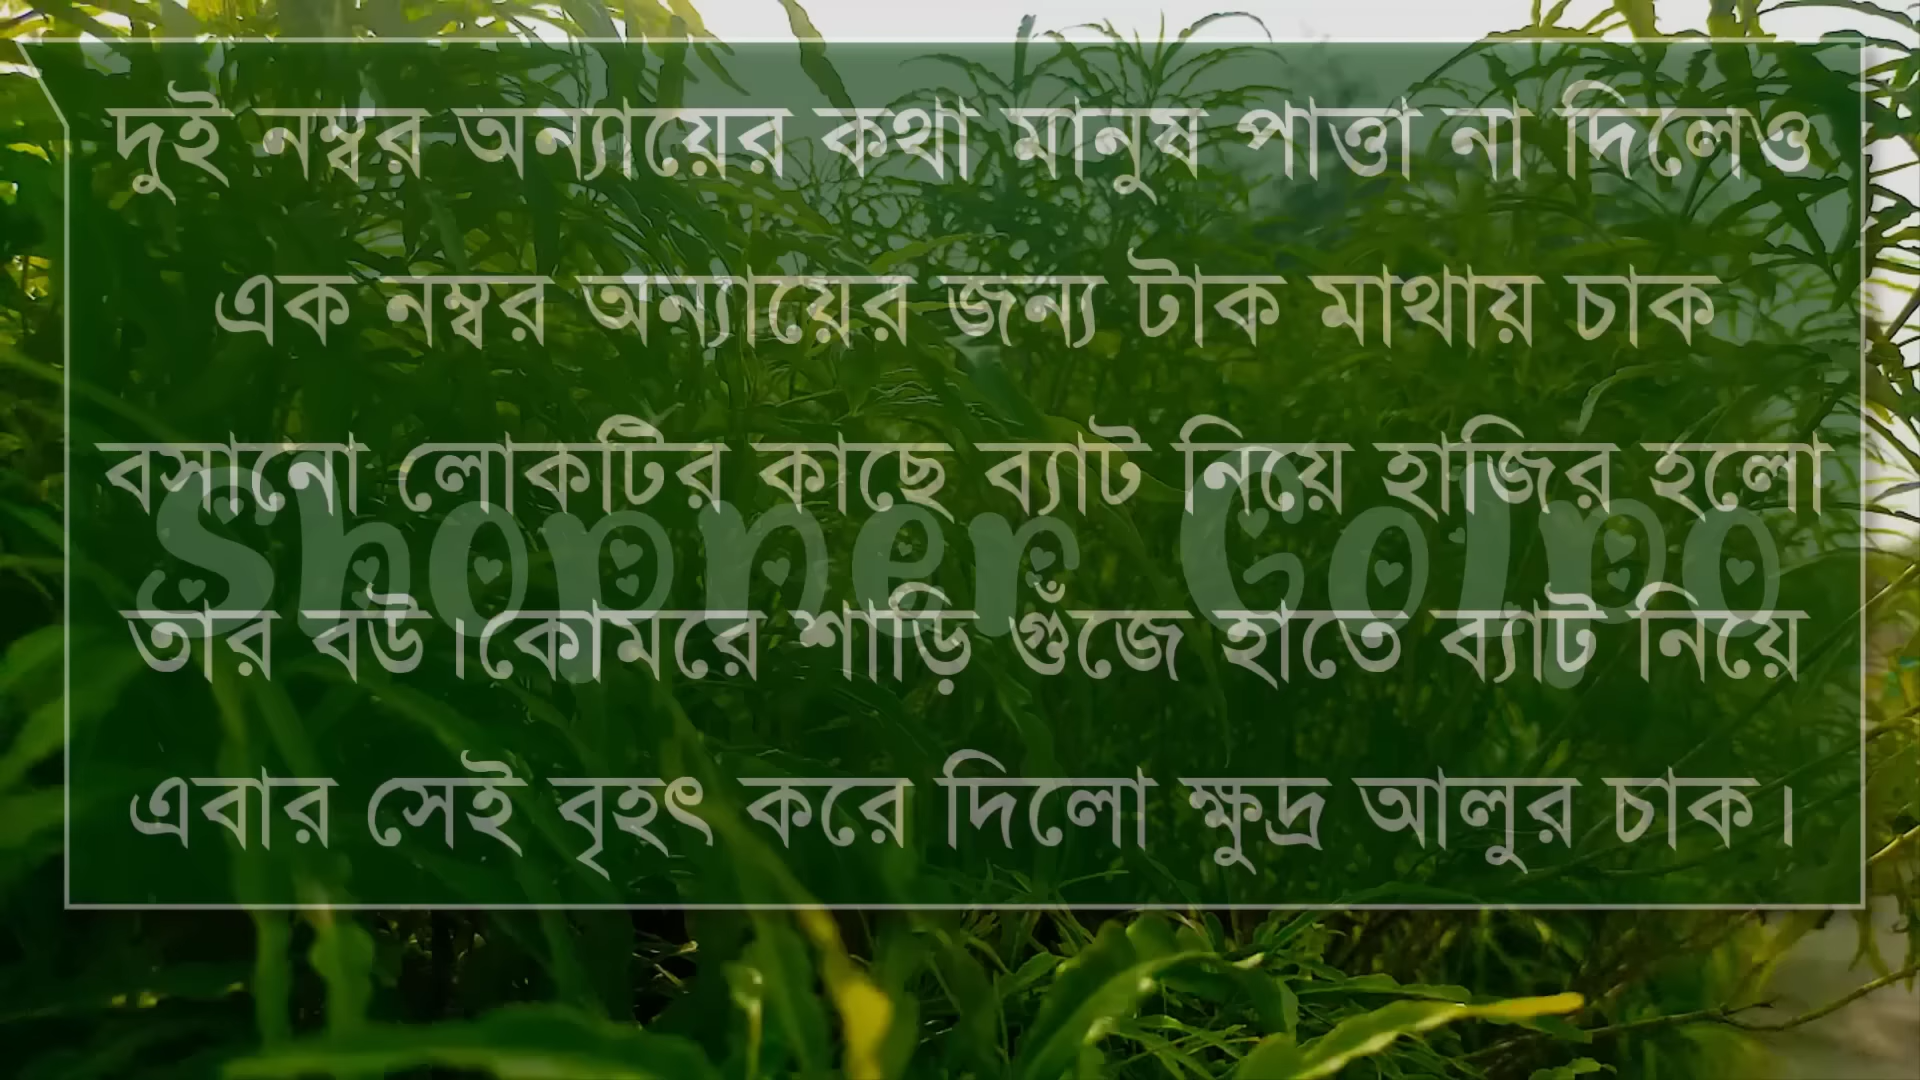 দুই নম্বর অন্যায়ের কথা মানুষ পাত্তা না দিলেও
এক নম্বর অন্যায়ের জন্য টাক মাথায় চাক
বসানো লোকটির কাছে ব্যাট নিয়ে হাজির হলো
Shopner Golpo
তার বউ।কোমরে শাড়ি গুঁজে হাতে ব্যাট নিয়ে
এবার সেই বৃহৎ করে দিলো ক্ষুদ্র আলুর চাক।